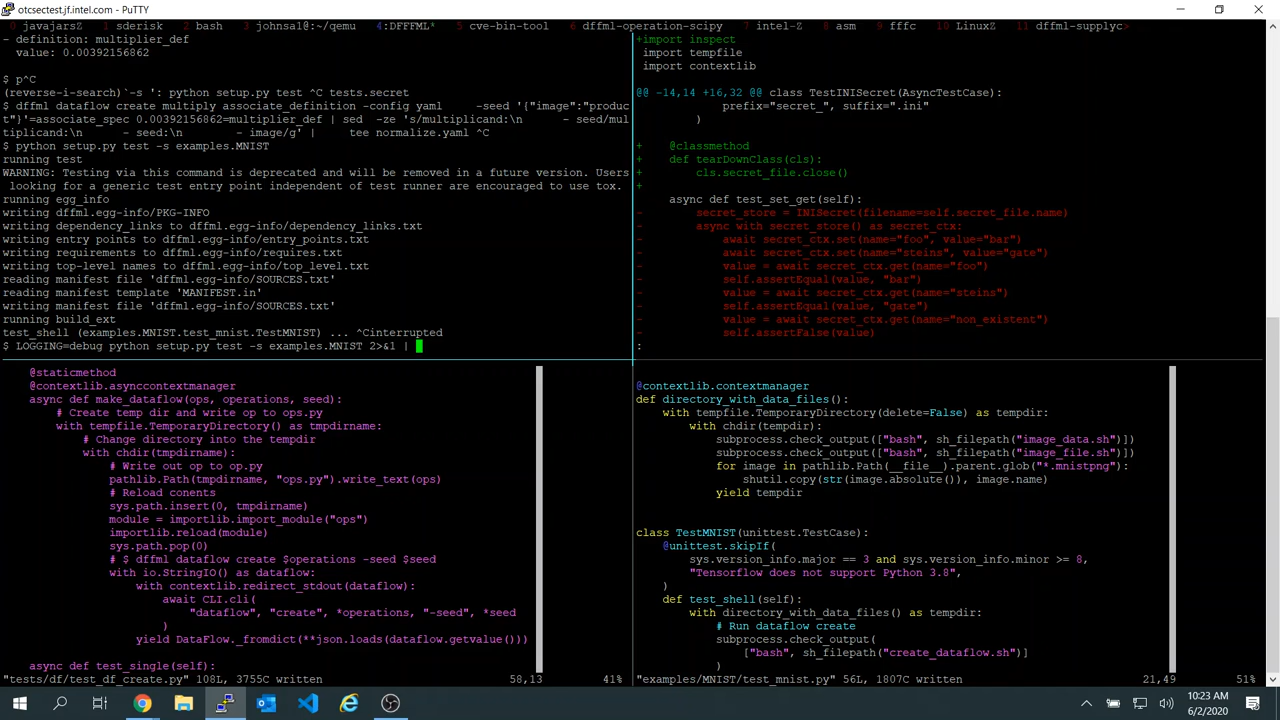 otcsectest.jf.intel.com - PuTTY
0 javajarsZ 1 sderisk 2 bash 3 johnsa1@:~/qemu 4:DFFFML* 5 cve-bin-tool 6 dffml-operation-scipy 7 intel-Z 8 asm 9 fffc 10 LinuxZ 11 dffml-supplyc>
- definition: multiplier_def
value: 0.00392156862
$ p^C
(reverse-i-search)`-s ': python setup.py test ^C tests.secret
$ dffml dataflow create multiply associate_definition -config yaml     -seed '{"image":"produc
t"}'=associate_spec 0.00392156862=multiplier_def | sed  -ze 's/multiplicand:\n      - seed/mul
tiplicand:\n      - seed:\n       - image/g' |     tee normalize.yaml ^C
$ python setup.py test -s examples.MNIST
running test
WARNING: Testing via this command is deprecated and will be removed in a future version. Users
looking for a generic test entry point independent of test runner are encouraged to use tox.
running egg_info
writing dffml.egg-info/PKG-INFO
writing dependency_links to dffml.egg-info/dependency_links.txt
writing entry points to dffml.egg-info/entry_points.txt
writing requirements to dffml.egg-info/requires.txt
writing top-level names to dffml.egg-info/top_level.txt
reading manifest file 'dffml.egg-info/SOURCES.txt'
reading manifest template 'MANIFEST.in'
writing manifest file 'dffml.egg-info/SOURCES.txt'
running build_ext
test_shell (examples.MNIST.test_mnist.TestMNIST) ... ^Cinterrupted
$ LOGGING=debug python setup.py test -s examples.MNIST 2>&1 |
+import inspect
import tempfile
import contextlib
@@ -14,14 +16,32 @@ class TestINISecret(AsyncTestCase):
prefix="secret_", suffix=".ini"
)
+    @classmethod
+    def tearDownClass(cls):
+        cls.secret_file.close()
+
async def test_set_get(self):
-        secret_store = INISecret(filename=self.secret_file.name)
-        async with secret_store() as secret_ctx:
-            await secret_ctx.set(name="foo", value="bar")
-            await secret_ctx.set(name="steins", value="gate")
-            value = await secret_ctx.get(name="foo")
-            self.assertEqual(value, "bar")
-            value = await secret_ctx.get(name="steins")
-            self.assertEqual(value, "gate")
-            value = await secret_ctx.get(name="non_existent")
-            self.assertFalse(value)
:
@staticmethod
@contextlib.asynccontextmanager
async def make_dataflow(ops, operations, seed):
# Create temp dir and write op to ops.py
with tempfile.TemporaryDirectory() as tmpdirname:
# Change directory into the tempdir
with chdir(tmpdirname):
# Write out op to op.py
pathlib.Path(tmpdirname, "ops.py").write_text(ops)
# Reload conents
sys.path.insert(0, tmpdirname)
module = importlib.import_module("ops")
importlib.reload(module)
sys.path.pop(0)
# $ dffml dataflow create $operations -seed $seed
with io.StringIO() as dataflow:
with contextlib.redirect_stdout(dataflow):
await CLI.cli(
"dataflow", "create", *operations, "-seed", *seed
)
yield DataFlow._fromdict(**json.loads(dataflow.getvalue()))
async def test_single(self):
"tests/df/test_df_create.py" 108L, 3755C written 58,13 41%
@contextlib.contextmanager
def directory_with_data_files():
with tempfile.TemporaryDirectory(delete=False) as tempdir:
with chdir(tempdir):
subprocess.check_output(["bash", sh_filepath("image_data.sh")])
subprocess.check_output(["bash", sh_filepath("image_file.sh")])
for image in pathlib.Path(__file__).parent.glob("*.mnistpng"):
shutil.copy(str(image.absolute()), image.name)
yield tempdir
class TestMNIST(unittest.TestCase):
@unittest.skipIf(
sys.version_info.major == 3 and sys.version_info.minor >= 8,
"Tensorflow does not support Python 3.8",
)
def test_shell(self):
with directory_with_data_files() as tempdir:
# Run dataflow create
subprocess.check_output(
["bash", sh_filepath("create_dataflow.sh")]
)
"examples/MNIST/test_mnist.py" 56L, 1807C written 21,49 51%
10:23 AM
6/2/2020